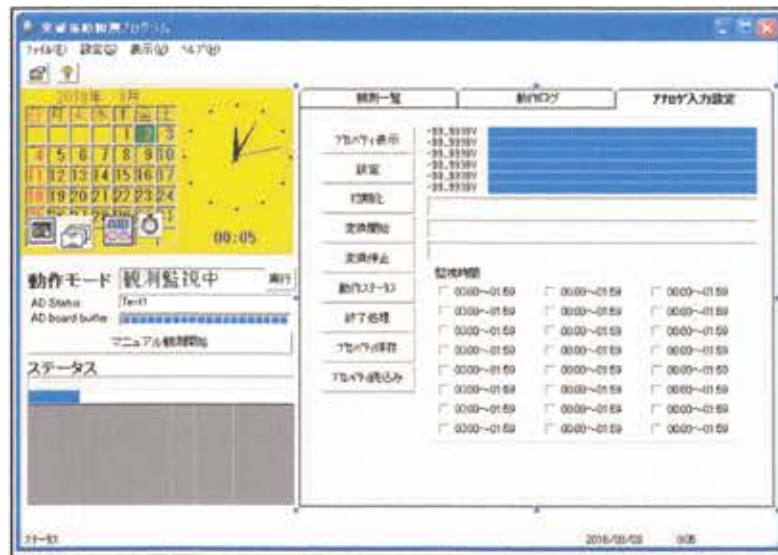 ファイル(F) 設定(S) 表示(V) ヘルプ(H)
日 月 火 水 木 金 土
1 2 3
4 5 6 7 8 9 10
11 12 13 14 15 16 17
18 19 20 21 22 23 24
00:05
動作モード 観測監視中 実行
AD Status Text1
AD board buffer
マニュアル観測開始
ステータス
観測一覧 動作ログ アナログ入力設定
プロパティ表示
設定
初期化
変換開始
変換停止
動作ステータス
終了処理
プロパティ保存
プロパティ読込み
-99.9999V
-99.9999V
-99.9999V
-99.9999V
-99.9999V
監視時間
00:00～01:59 00:00～01:59 00:00～01:59
00:00～01:59 00:00～01:59 00:00～01:59
00:00～01:59 00:00～01:59 00:00～01:59
00:00～01:59 00:00～01:59 00:00～01:59
00:00～01:59 00:00～01:59 00:00～01:59
00:00～01:59 00:00～01:59 00:00～01:59
00:00～01:59 00:00～01:59 00:00～01:59
00:00～01:59 00:00～01:59 00:00～01:59
ステータス 0:05